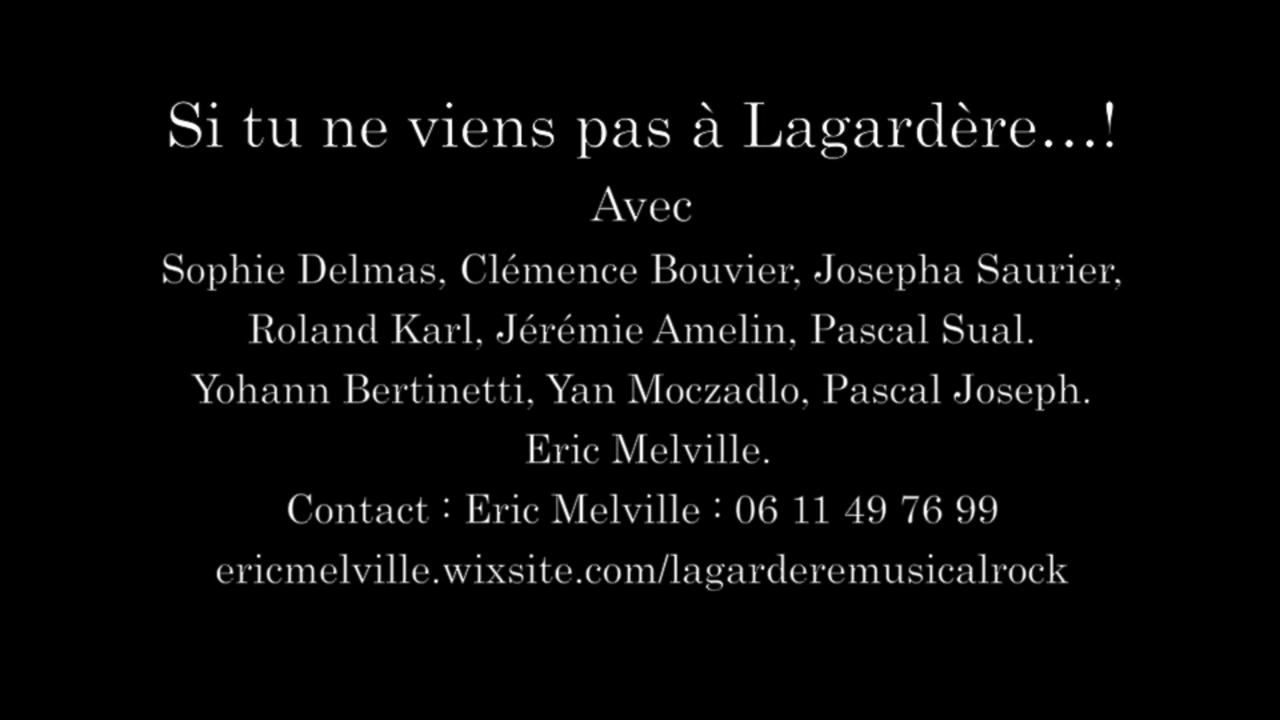 Si tu ne viens pas à Lagardère...!
Avec
Sophie Delmas, Clémence Bouvier, Josepha Saurier,
Roland Karl, Jérémie Amelin, Pascal Sual.
Yohann Bertinetti, Yan Moczadlo, Pascal Joseph.
Eric Melville.
Contact : Eric Melville : 06 11 49 76 99
ericmelville.wixsite.com/lagarderemusicalrock